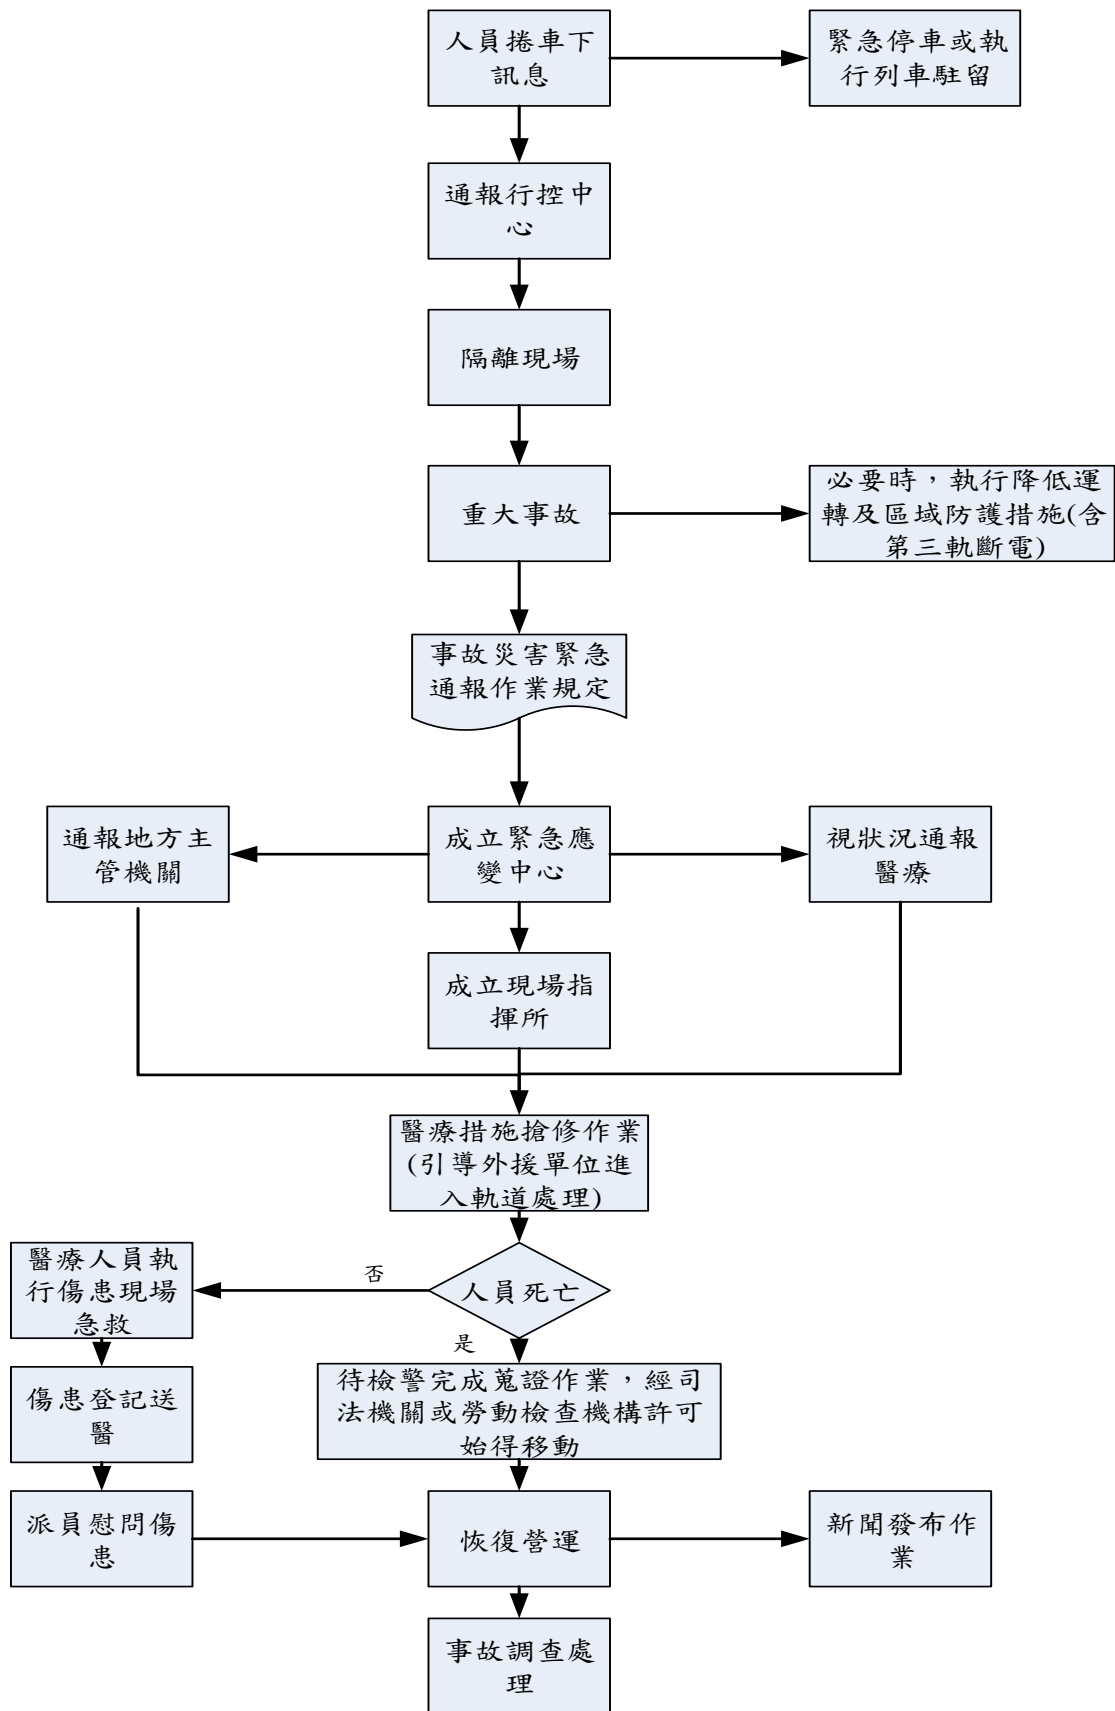 人員捲車下
訊息
緊急停車或執
行列車駐留
通報行控中
心
隔離現場
重大事故
必要時，執行降低運
轉及區域防護措施(含
第三軌斷電)
事故災害緊急
通報作業規定
通報地方主
管機關
成立緊急應
變中心
視狀況通報
醫療
成立現場指
揮所
醫療措施搶修作業
(引導外援單位進
入軌道處理)
人員死亡
否
是
醫療人員執
行傷患現場
急救
待檢警完成蒐證作業，經司
法機關或勞動檢查機構許可
始得移動
傷患登記送
醫
派員慰問傷
患
恢復營運
新聞發布作
業
事故調查處
理